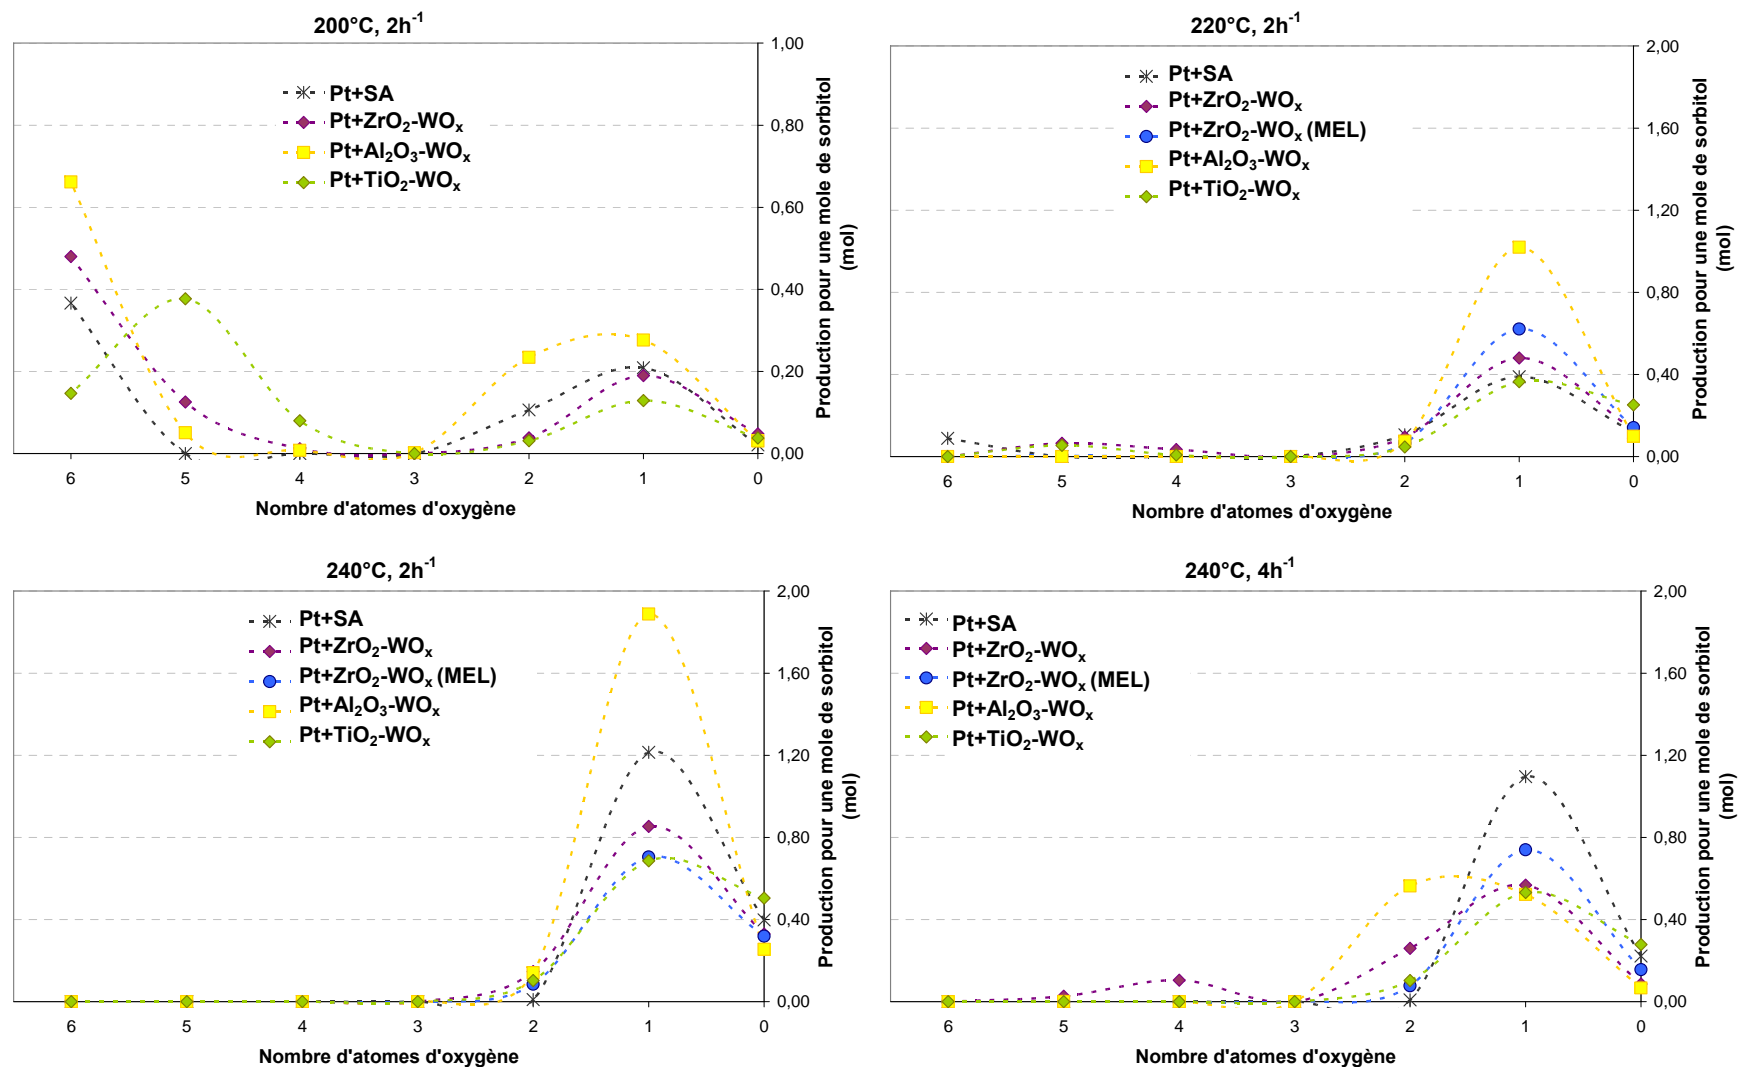 200°C, 2h⁻¹
Pt+SA
Pt+ZrO₂-WOₓ
Pt+Al₂O₃-WOₓ
Pt+TiO₂-WOₓ
1,00
0,80
0,60
0,40
0,20
0,00
Production pour une mole de sorbitol
(mol)
6 5 4 3 2 1 0
Nombre d'atomes d'oxygène
220°C, 2h⁻¹
Pt+SA
Pt+ZrO₂-WOₓ
Pt+ZrO₂-WOₓ (MEL)
Pt+Al₂O₃-WOₓ
Pt+TiO₂-WOₓ
2,00
1,60
1,20
0,80
0,40
0,00
Production pour une mole de sorbitol
(mol)
6 5 4 3 2 1 0
Nombre d'atomes d'oxygène
240°C, 2h⁻¹
Pt+SA
Pt+ZrO₂-WOₓ
Pt+ZrO₂-WOₓ (MEL)
Pt+Al₂O₃-WOₓ
Pt+TiO₂-WOₓ
2,00
1,60
1,20
0,80
0,40
0,00
Production pour une mole de sorbitol
(mol)
6 5 4 3 2 1 0
Nombre d'atomes d'oxygène
240°C, 4h⁻¹
Pt+SA
Pt+ZrO₂-WOₓ
Pt+ZrO₂-WOₓ (MEL)
Pt+Al₂O₃-WOₓ
Pt+TiO₂-WOₓ
2,00
1,60
1,20
0,80
0,40
0,00
Production pour une mole de sorbitol
(mol)
6 5 4 3 2 1 0
Nombre d'atomes d'oxygène